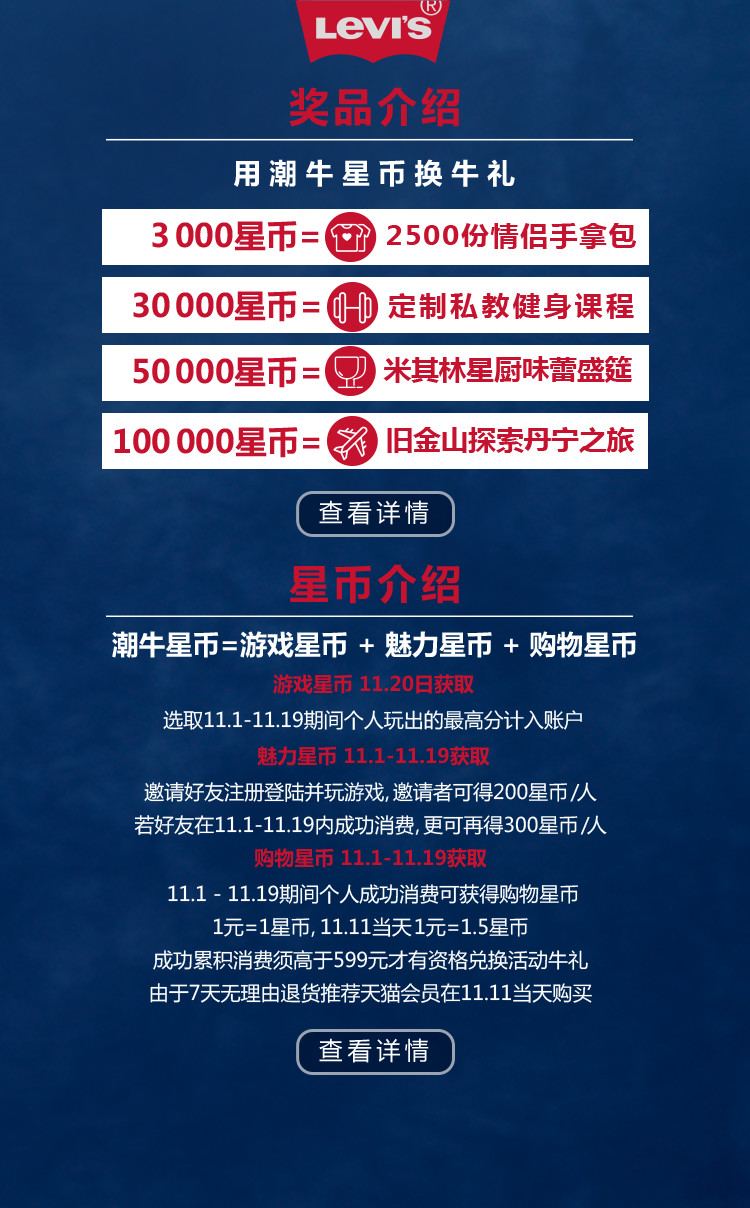 LEVI'S®
奖品介绍
用潮牛星币换牛礼
3 000星币= 2500份情侣手拿包
30 000星币= 定制私教健身课程
50 000星币= 米其林星厨味蕾盛筵
100 000星币= 旧金山探索丹宁之旅
查看详情
星币介绍
潮牛星币=游戏星币 + 魅力星币 + 购物星币
游戏星币 11.20日获取
选取11.1-11.19期间个人玩出的最高分计入账户
魅力星币 11.1-11.19获取
邀请好友注册登陆并玩游戏, 邀请者可得200星币/人
若好友在11.1-11.19内成功消费, 更可再得300星币/人
购物星币 11.1-11.19获取
11.1 - 11.19期间个人成功消费可获得购物星币
1元=1星币, 11.11当天1元=1.5星币
成功累积消费须高于599元才有资格兑换活动牛礼
由于7天无理由退货推荐天猫会员在11.11当天购买
查看详情